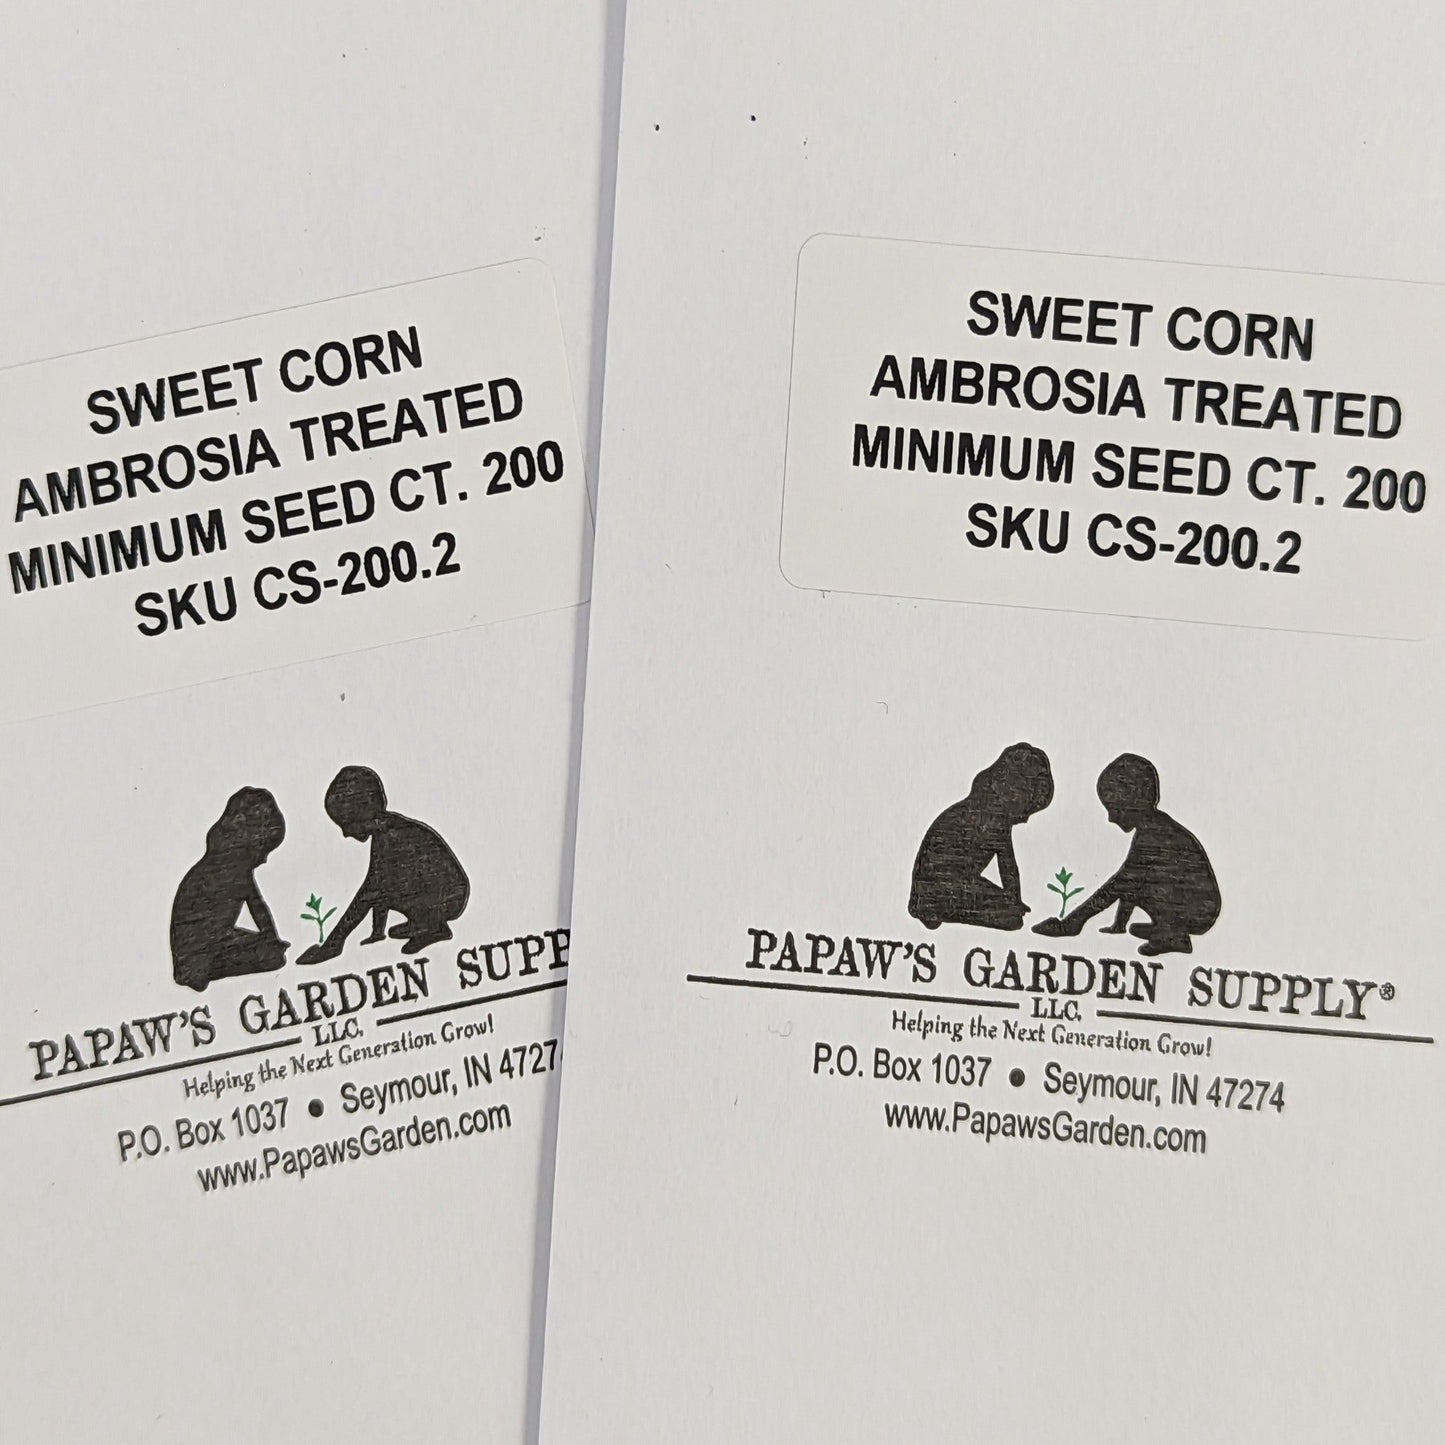 SWEET CORN
AMBROSIA TREATED
MINIMUM SEED CT. 200
SKU CS-200.2
PAPAW'S GARDEN SUPP
LLC.
Helping the Next Generation Grow!
P.O. Box 1037 • Seymour, IN 4727
www.PapawsGarden.com
SWEET CORN
AMBROSIA TREATED
MINIMUM SEED CT. 200
SKU CS-200.2
PAPAW'S GARDEN SUPPLY®
LLC.
Helping the Next Generation Grow!
P.O. Box 1037 • Seymour, IN 47274
www.PapawsGarden.com